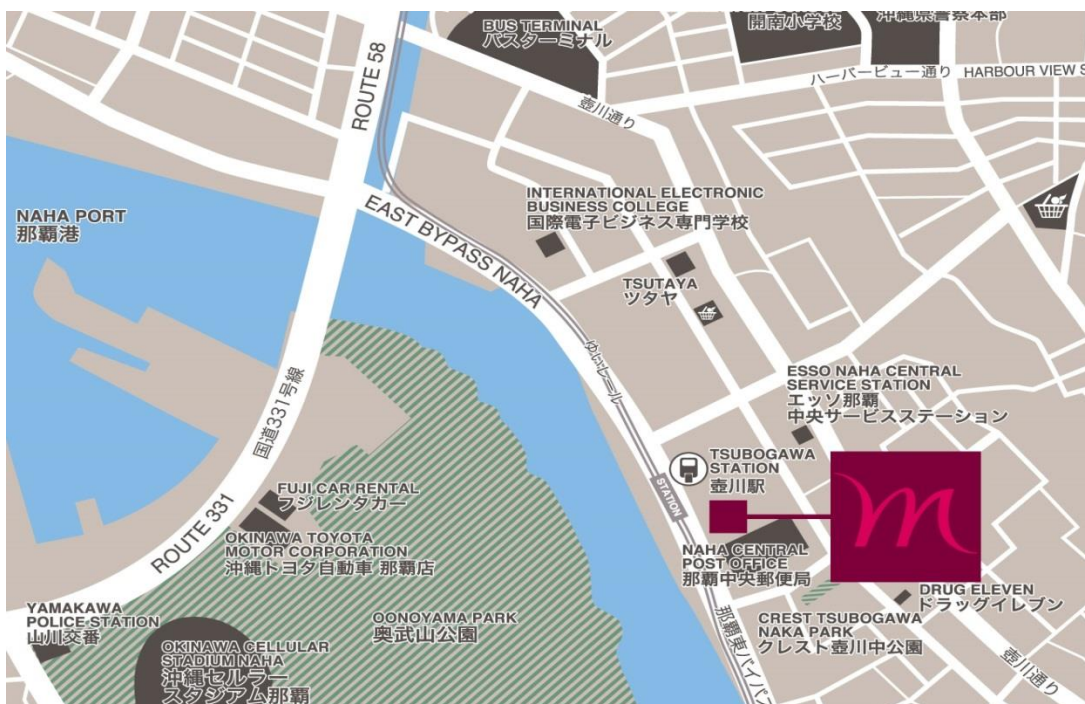 BUS TERMINAL
バスターミナル
開南小学校
沖縄県警察本部
ROUTE 58
ハーバービュー通り HARBOUR VIEW S
壺川通り
NAHA PORT
那覇港
INTERNATIONAL ELECTRONIC
BUSINESS COLLEGE
国際電子ビジネス専門学校
EAST BYPASS NAHA
TSUTAYA
ツタヤ
ゆいレール
ESSO NAHA CENTRAL
SERVICE STATION
エッソ那覇
中央サービスステーション
国道331号線
TSUBOGAWA
STATION
壺川駅
STATION
m
FUJI CAR RENTAL
フジレンタカー
ROUTE 331
OKINAWA TOYOTA
MOTOR CORPORATION
沖縄トヨタ自動車 那覇店
NAHA CENTRAL
POST OFFICE
那覇中央郵便局
DRUG ELEVEN
ドラッグイレブン
YAMAKAWA
POLICE STATION
山川交番
OONOYAMA PARK
奥武山公園
CREST TSUBOGAWA
NAKA PARK
クレスト壺川中公園
那覇東バイパス
OKINAWA CELLULAR
STADIUM NAHA
沖縄セルラー
スタジアム那覇
壺川通り